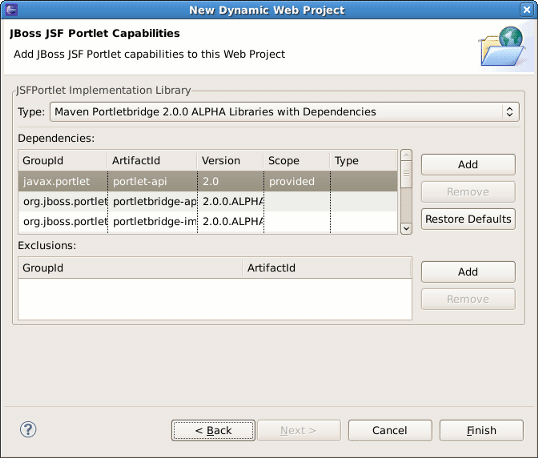 New Dynamic Web Project
JBoss JSF Portlet Capabilities
Add JBoss JSF Portlet capabilities to this Web Project
JSFPortlet Implementation Library
Type: Maven Portletbridge 2.0.0 ALPHA Libraries with Dependencies
Dependencies:
GroupId ArtifactId Version Scope Type
javax.portlet portlet-api 2.0 provided
org.jboss.portlet portletbridge-ap 2.0.0.ALPHA
org.jboss.portlet portletbridge-im 2.0.0.ALPHA
Add
Remove
Restore Defaults
Exclusions:
GroupId ArtifactId
Add
Remove
? < Back Next > Cancel Finish